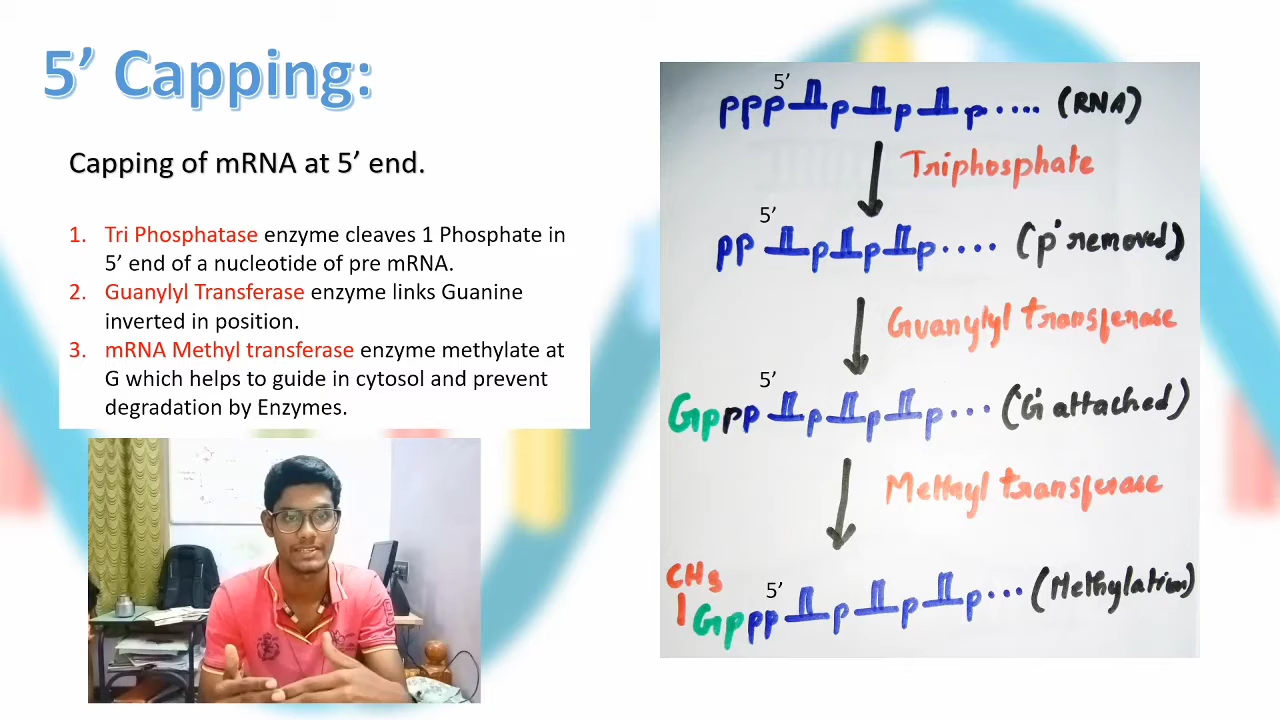 5’ Capping:
Capping of mRNA at 5’ end.
1. Tri Phosphatase enzyme cleaves 1 Phosphate in
5’ end of a nucleotide of pre mRNA.
2. Guanylyl Transferase enzyme links Guanine
inverted in position.
3. mRNA Methyl transferase enzyme methylate at
G which helps to guide in cytosol and prevent
degradation by Enzymes.
5’
ppp p p p..... (RNA)
Triphosphate
5’
pp p p p.... (p' removed)
Guanylyl transferase
5’
Gppp p p p... (G' attached)
Methyl transferase
CH3
5’
Gppp p p p... (Methylation)